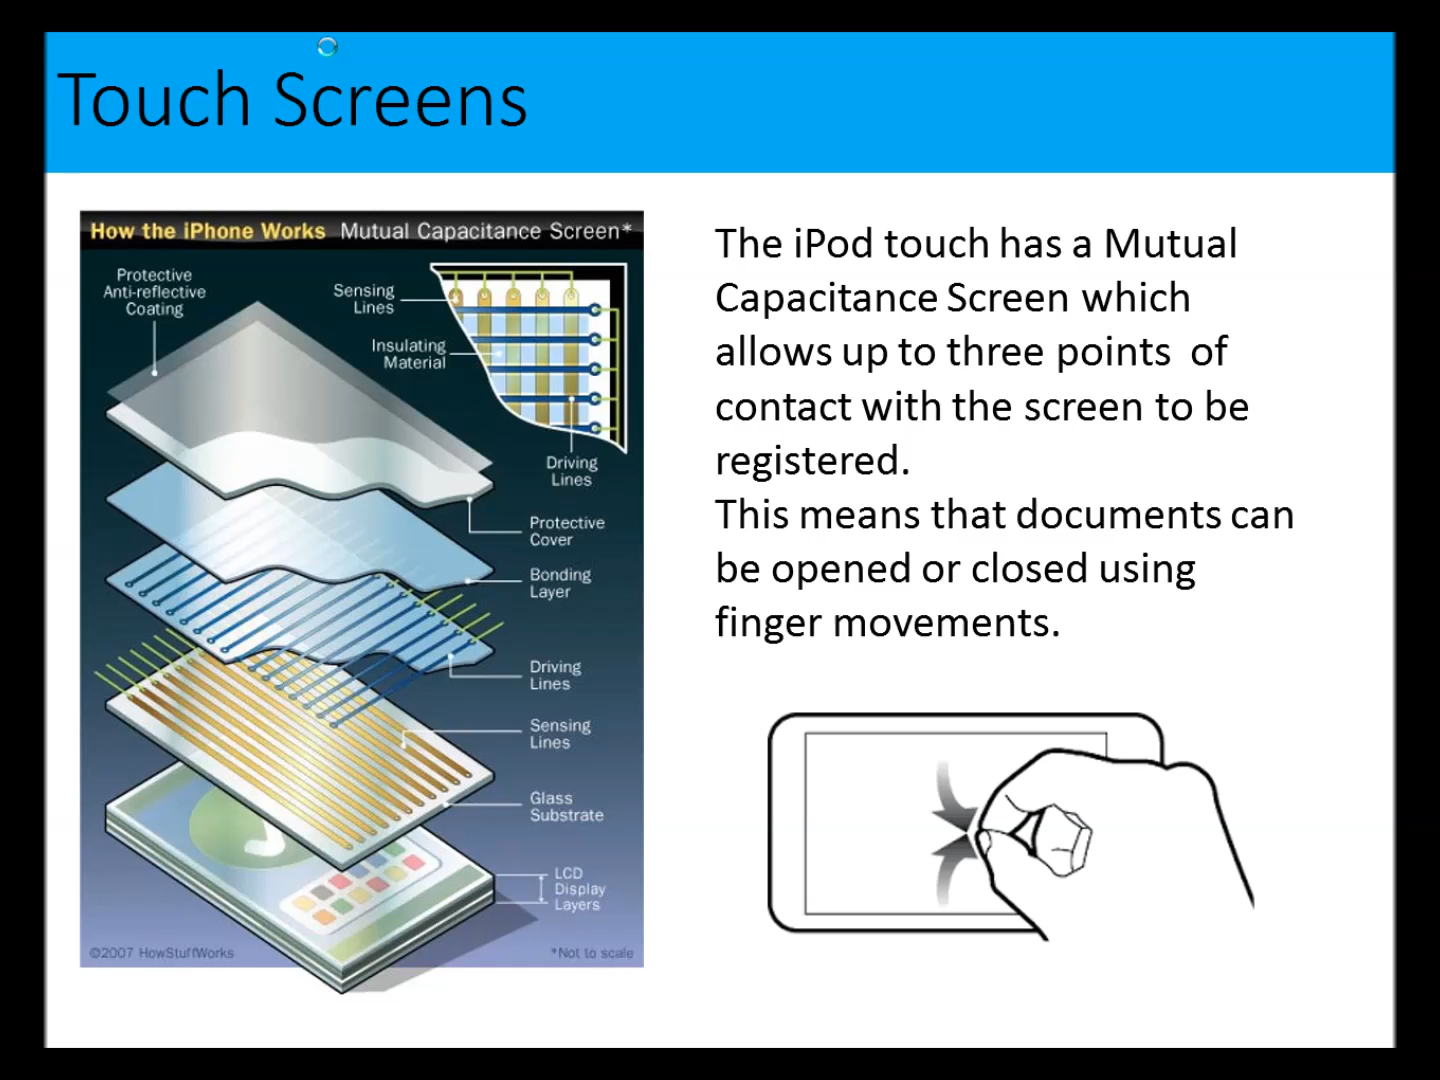 Touch Screens
How the iPhone Works Mutual Capacitance Screen*
Protective
Anti-reflective
Coating
Sensing
Lines
Insulating
Material
Driving
Lines
Protective
Cover
Bonding
Layer
Driving
Lines
Sensing
Lines
Glass
Substrate
LCD
Display
Layers
©2007 HowStuffWorks
*Not to scale
The iPod touch has a Mutual
Capacitance Screen which
allows up to three points of
contact with the screen to be
registered.
This means that documents can
be opened or closed using
finger movements.